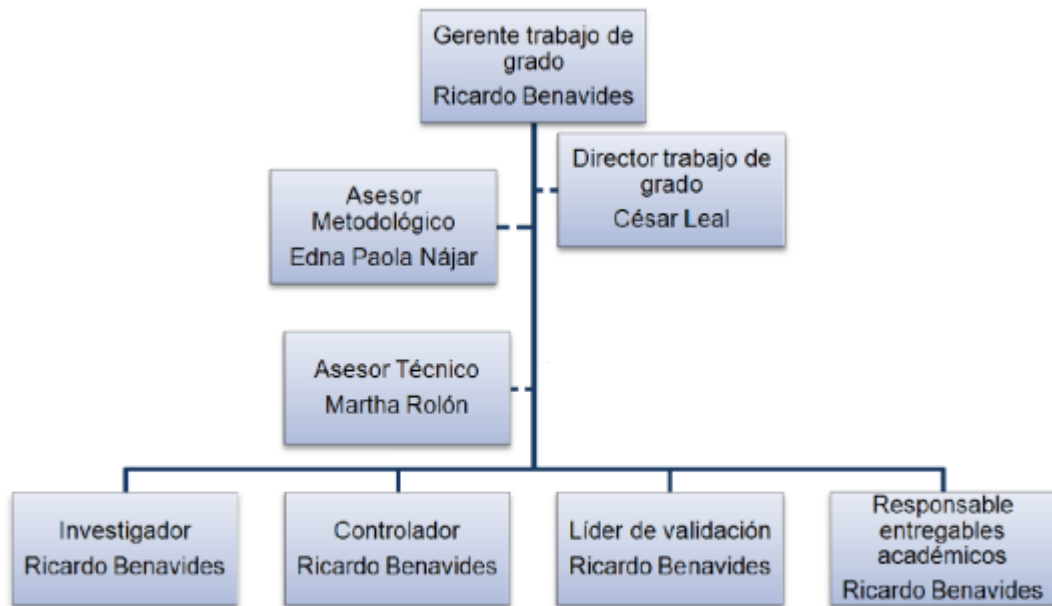 Gerente trabajo de
grado
Ricardo Benavides
Director trabajo de
grado
César Leal
Asesor
Metodológico
Edna Paola Nájar
Asesor Técnico
Martha Rolón
Investigador
Ricardo Benavides
Controlador
Ricardo Benavides
Líder de validación
Ricardo Benavides
Responsable
entregables
académicos
Ricardo Benavides